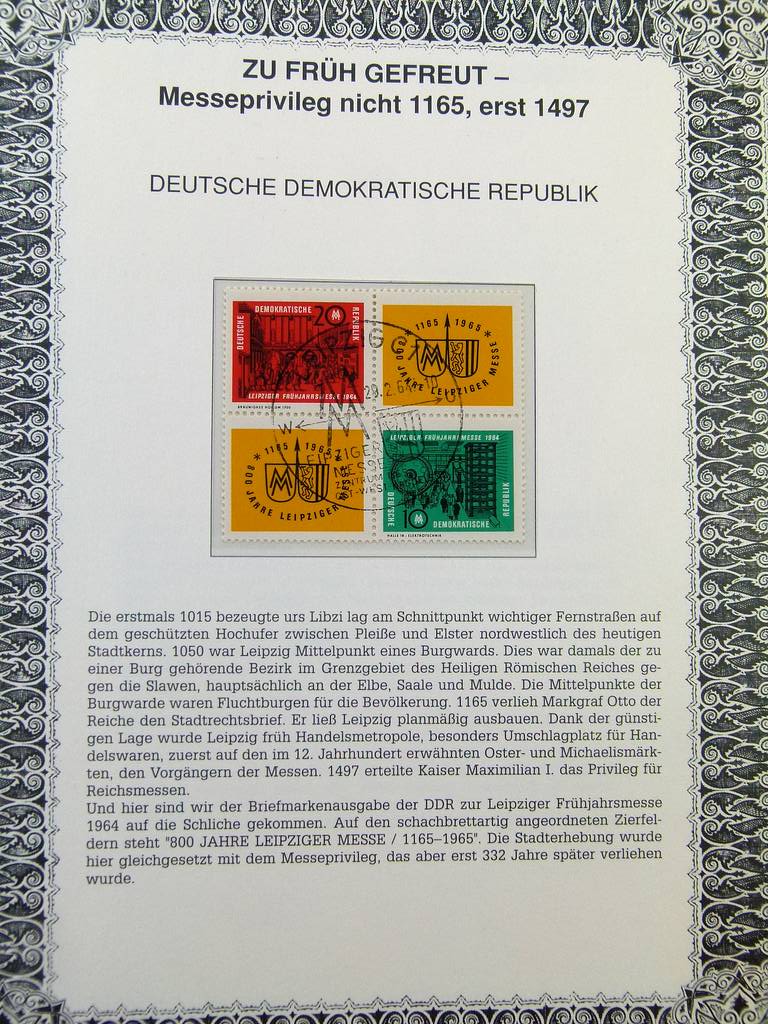 ZU FRÜH GEFREUT –
Messeprivileg nicht 1165, erst 1497
DEUTSCHE DEMOKRATISCHE REPUBLIK
DEUTSCHE
DEMOKRATISCHE
20
REPUBLIK
LEIPZIGER FRÜHJAHRSMESSE 1964
* 1165 1965 *
800 JAHRE LEIPZIGER MESSE
29.2.64
W
O
LEIPZIGER
MESSE
ZENTRUM
OST-WEST
* 1165 1965
800 JAHRE LEIPZIGER MESSE
LEIPZIGER FRÜHJAHRSMESSE 1964
DEUTSCHE
10
DEMOKRATISCHE
REPUBLIK
Die erstmals 1015 bezeugte urs Libzi lag am Schnittpunkt wichtiger Fernstraßen auf
dem geschützten Hochufer zwischen Pleiße und Elster nordwestlich des heutigen
Stadtkerns. 1050 war Leipzig Mittelpunkt eines Burgwards. Dies war damals der zu
einer Burg gehörende Bezirk im Grenzgebiet des Heiligen Römischen Reiches ge-
gen die Slawen, hauptsächlich an der Elbe, Saale und Mulde. Die Mittelpunkte der
Burgwarde waren Fluchtburgen für die Bevölkerung. 1165 verlieh Markgraf Otto der
Reiche den Stadtrechtsbrief. Er ließ Leipzig planmäßig ausbauen. Dank der günsti-
gen Lage wurde Leipzig früh Handelsmetropole, besonders Umschlagplatz für Han-
delswaren, zuerst auf den im 12. Jahrhundert erwähnten Oster- und Michaelismärk-
ten, den Vorgängern der Messen. 1497 erteilte Kaiser Maximilian I. das Privileg für
Reichsmessen.
Und hier sind wir der Briefmarkenausgabe der DDR zur Leipziger Frühjahrsmesse
1964 auf die Schliche gekommen. Auf den schachbrettartig angeordneten Zierfel-
dern steht "800 JAHRE LEIPZIGER MESSE / 1165–1965". Die Stadterhebung wurde
hier gleichgesetzt mit dem Messeprivileg, das aber erst 332 Jahre später verliehen
wurde.